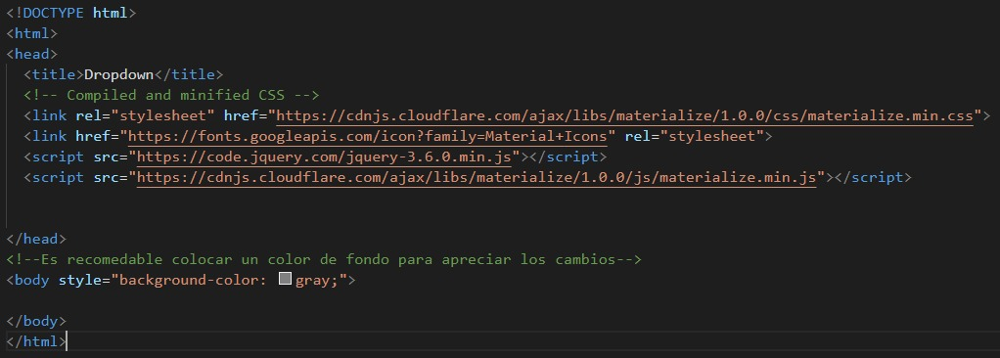 <!DOCTYPE html>
<html>
<head>
<title>Dropdown</title>
<!-- Compiled and minified CSS -->
<link rel="stylesheet" href="https://cdnjs.cloudflare.com/ajax/libs/materialize/1.0.0/css/materialize.min.css">
<link href="https://fonts.googleapis.com/icon?family=Material+Icons" rel="stylesheet">
<script src="https://code.jquery.com/jquery-3.6.0.min.js"></script>
<script src="https://cdnjs.cloudflare.com/ajax/libs/materialize/1.0.0/js/materialize.min.js"></script>
</head>
<!--Es recomedable colocar un color de fondo para apreciar los cambios-->
<body style="background-color: gray;">
</body>
</html>